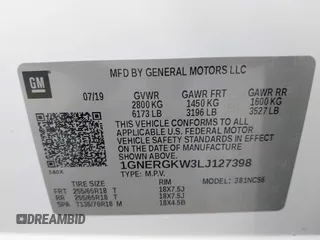 GM
MFD BY GENERAL MOTORS LLC
07/19 GVWR GAWR FRT GAWR RR
2800 KG 1450 KG 1600 KG
6173 LB 3196 LB 3527 LB
THIS VEHICLE CONFORMS TO ALL
APPLICABLE U.S. FEDERAL MOTOR
VEHICLE SAFETY STANDARDS IN
EFFECT ON THE DATE OF
MANUFACTURE SHOWN ABOVE.
1GNERGKW3LJ127398
TYPE: M.P.V. MODEL:
TIRE SIZE RIM
FRT 255/65R18 T 18X7.5J
RR 255/65R18 T 18X7.5J
SPA T135/70R18 M 18X4.5B
DREAMBID